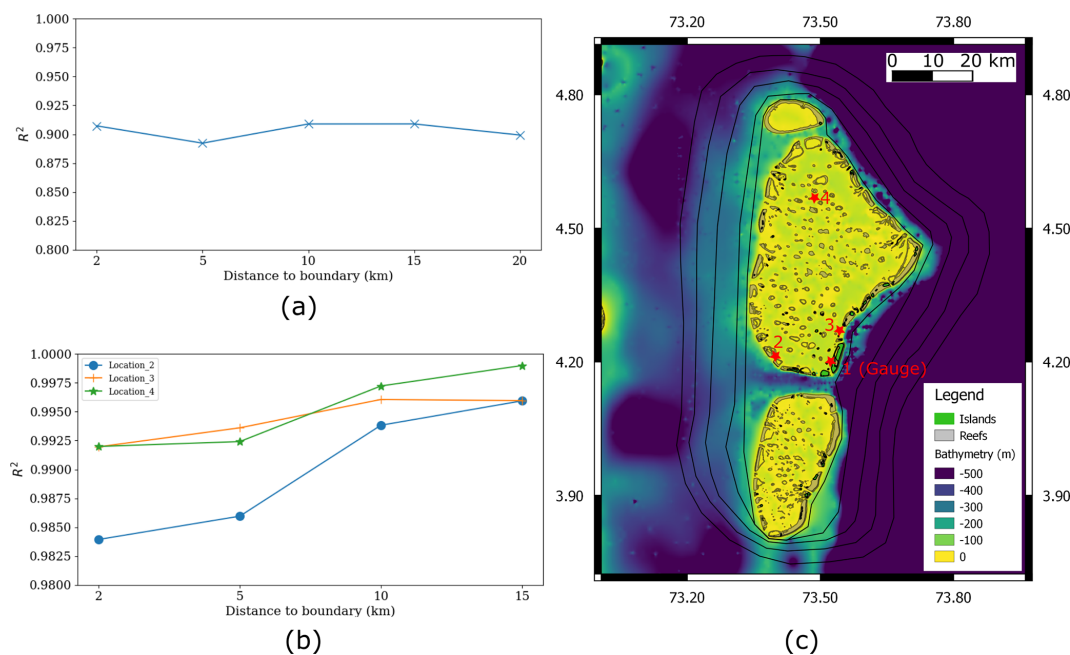 1.000
0.975
0.950
0.925
0.900
0.875
0.850
0.825
0.800
R²
2
5
10
15
20
Distance to boundary (km)
(a)
1.0000
0.9975
0.9950
0.9925
0.9900
0.9875
0.9850
0.9825
0.9800
R²
Location_2
Location_3
Location_4
2
5
10
15
Distance to boundary (km)
(b)
73.20 73.50 73.80
0 10 20 km
4.80 4.80
4
4.50 4.50
3
2
4.20 4.20
1 (Gauge)
3.90 3.90
Legend
Islands
Reefs
Bathymetry (m)
-500
-400
-300
-200
-100
0
73.20 73.50 73.80
(c)